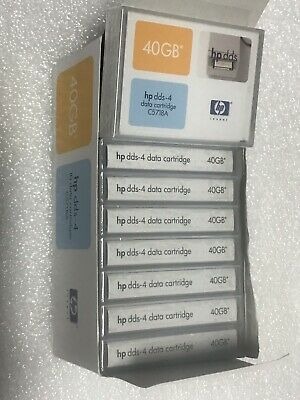 40GB*
hp dds
hp dds-4
data cartridge
C5718A
hp
invent
hp dds-4 data cartridge 40GB*
hp dds-4 data cartridge 40GB*
hp dds-4 data cartridge 40GB*
hp dds-4 data cartridge 40GB*
hp dds-4 data cartridge 40GB*
hp dds-4 data cartridge 40GB*
hp dds-4 data cartridge 40GB*
40GB*
hp dds-4
hp